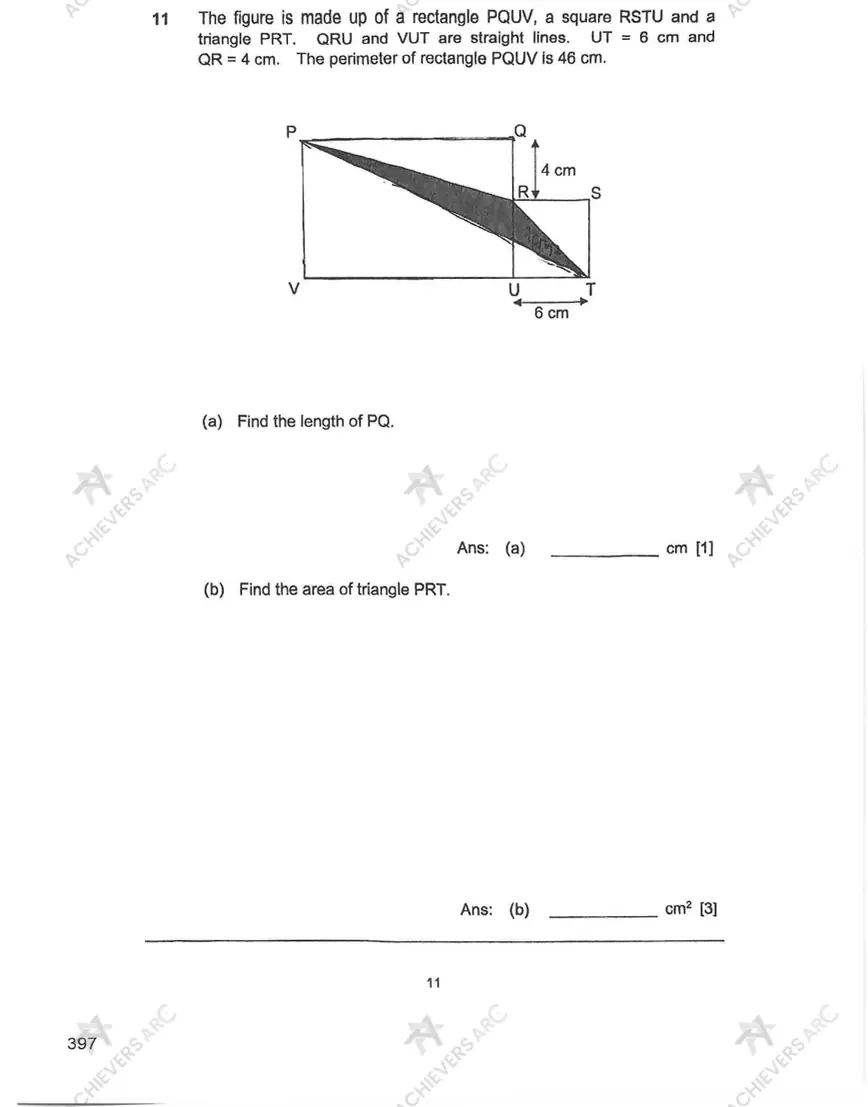 11 The figure is made up of a rectangle PQUV, a square RSTU and a
triangle PRT. QRU and VUT are straight lines. UT = 6 cm and
QR = 4 cm. The perimeter of rectangle PQUV is 46 cm.
P
Q
4 cm
R
S
V
U
T
6 cm
(a) Find the length of PQ.
ACHIEVERS ARC
ACHIEVERS ARC
ACHIEVERS ARC
Ans: (a) ________ cm [1]
(b) Find the area of triangle PRT.
Ans: (b) ________ cm² [3]
11
397
ACHIEVERS ARC
ACHIEVERS ARC
ACHIEVERS ARC